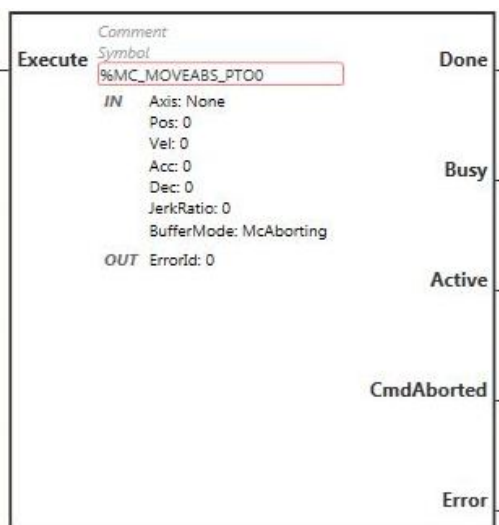 Comment
Execute Symbol Done
%MC_MOVEABS_PTO0
IN Axis: None
Pos: 0
Vel: 0
Acc: 0
Dec: 0
JerkRatio: 0
BufferMode: McAborting
OUT ErrorId: 0
Busy
Active
CmdAborted
Error